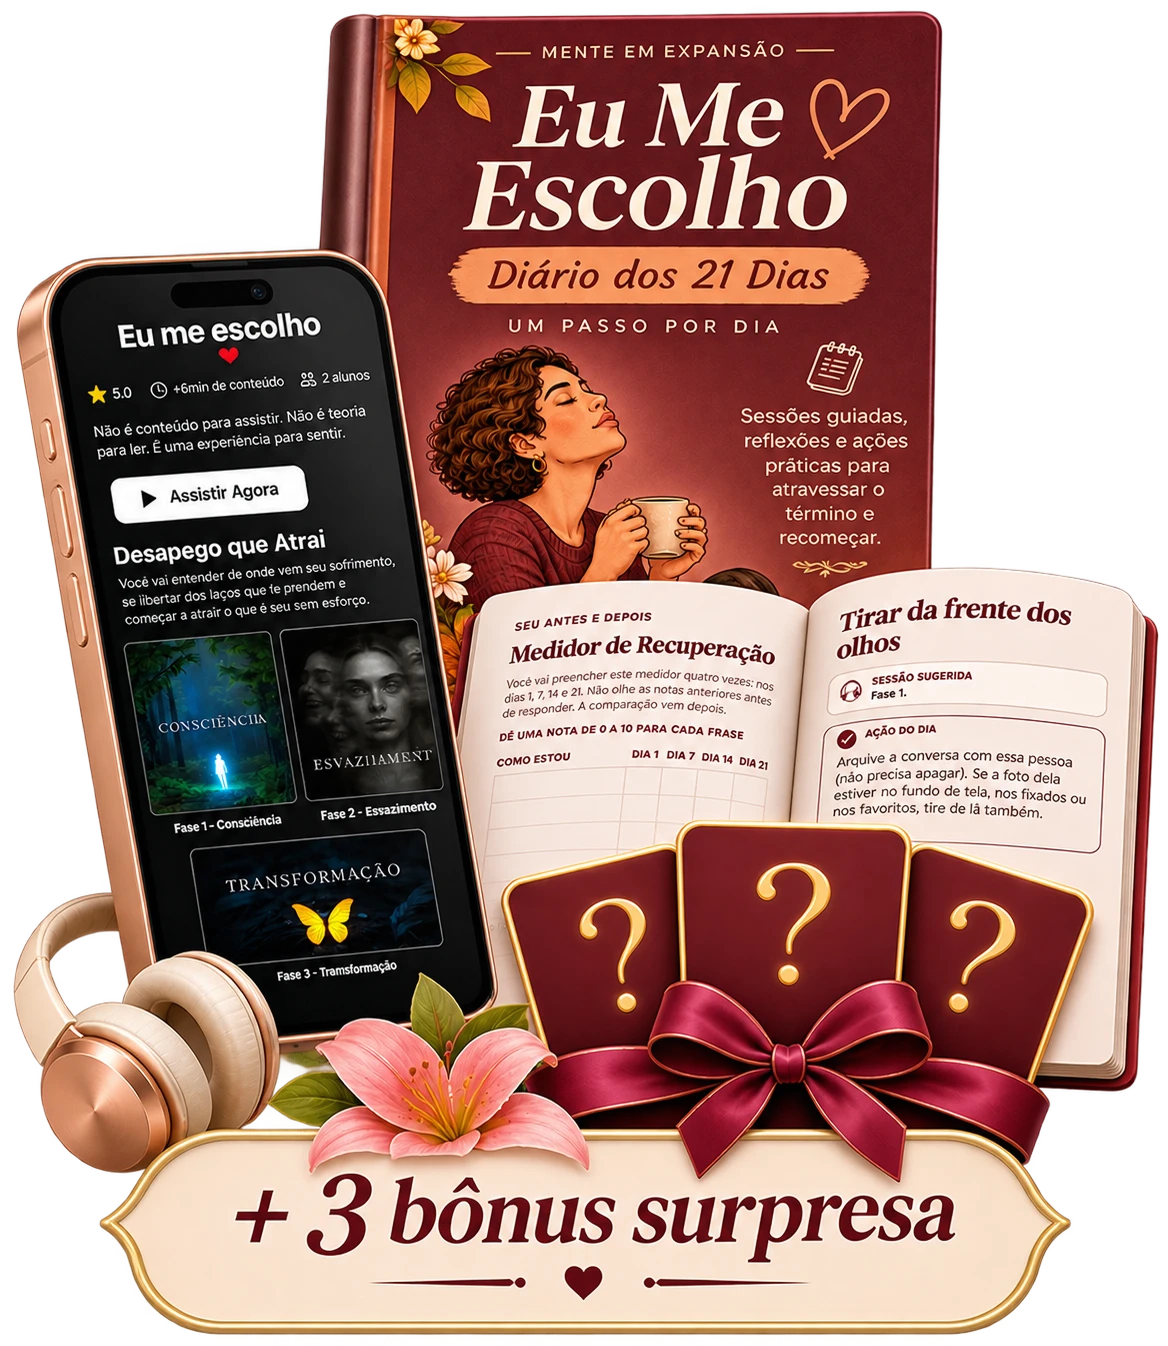 MENTE EM EXPANSÃO
Eu Me
Escolho
Diário dos 21 Dias
UM PASSO POR DIA
Sessões guiadas,
reflexões e ações
práticas para
atravessar o
término e
recomeçar.
Eu me escolho
5.0 +6min de conteúdo 2 alunos
Não é conteúdo para assistir. Não é teoria
para ler. É uma experiência para sentir.
Assistir Agora
Desapego que Atrai
Você vai entender de onde vem seu sofrimento,
se libertar dos laços que te prendem e
começar a atrair o que é seu sem esforço.
CONSCIÊNCIA
ESVAZIIAMEXT
Fase 1 - Consciência
Fase 2 - Essazimento
TRANSFORMAÇÃO
Fase 3 - Transformação
SEU ANTES E DEPOIS
Medidor de Recuperação
Você vai preencher este medidor quatro vezes: nos
dias 1, 7, 14 e 21. Não olhe as notas anteriores antes
de responder. A comparação vem depois.
DÊ UMA NOTA DE 0 A 10 PARA CADA FRASE
COMO ESTOU DIA 1 DIA 7 DIA 14 DIA 21
Tirar da frente dos
olhos
SESSÃO SUGERIDA
Fase 1.
AÇÃO DO DIA
Arquive a conversa com essa pessoa
(não precisa apagar). Se a foto dela
estiver no fundo de tela, nos fixados ou
nos favoritos, tire de lá também.
? ? ?
+ 3 bônus surpresa